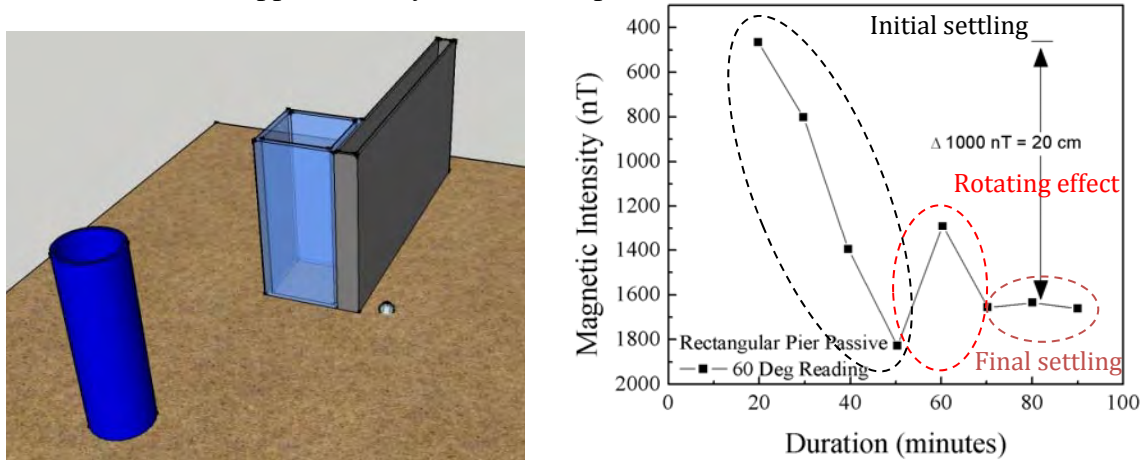 400
600
800
1000
1200
1400
1600
1800
2000
Magnetic Intensity (nT)
Initial settling
Δ 1000 nT = 20 cm
Rotating effect
Rectangular Pier Passive
60 Deg Reading
Final settling
0
20
40
60
80
100
Duration (minutes)